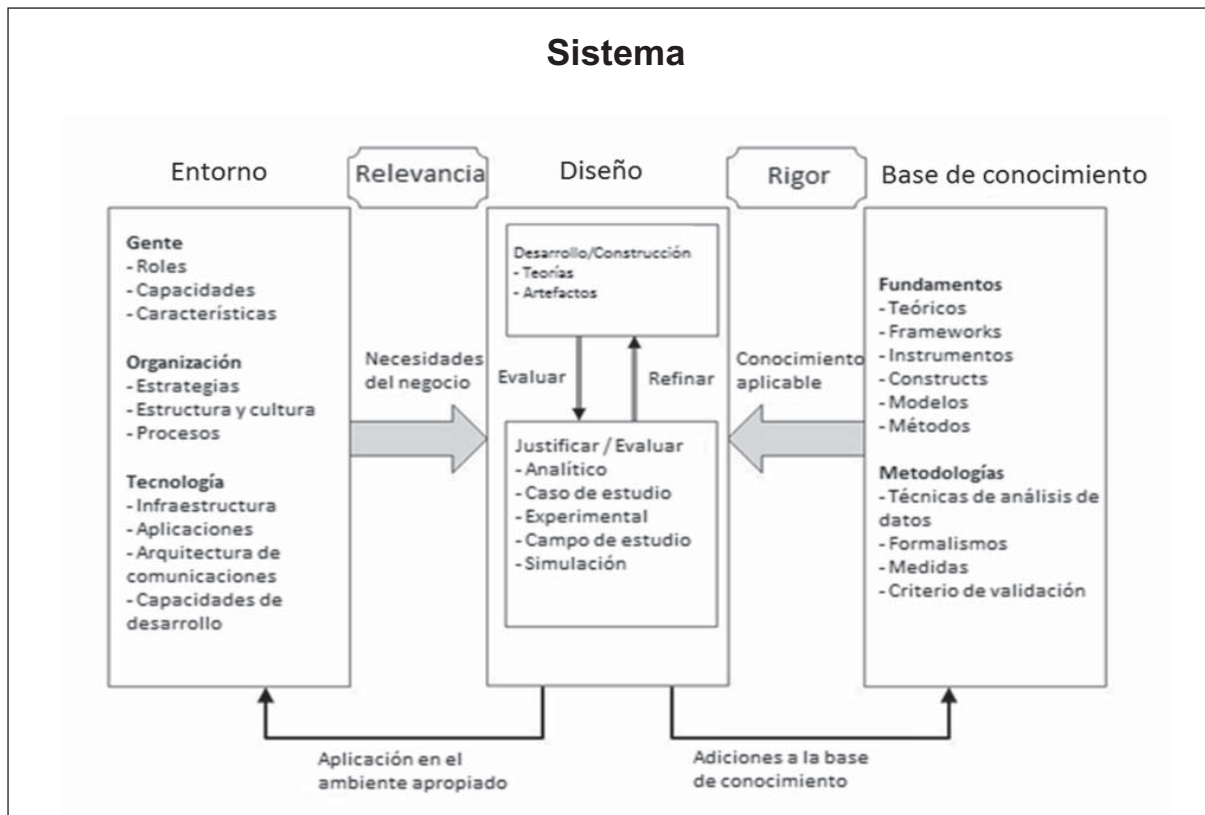 Sistema
Entorno
Relevancia
Diseño
Rigor
Base de conocimiento
Gente
- Roles
- Capacidades
- Características
Organización
- Estrategias
- Estructura y cultura
- Procesos
Tecnología
- Infraestructura
- Aplicaciones
- Arquitectura de
comunicaciones
- Capacidades de
desarrollo
Necesidades
del negocio
Desarrollo/Construcción
- Teorías
- Artefactos
Evaluar
Refinar
Justificar / Evaluar
- Analítico
- Caso de estudio
- Experimental
- Campo de estudio
- Simulación
Conocimiento
aplicable
Fundamentos
- Teóricos
- Frameworks
- Instrumentos
- Constructs
- Modelos
- Métodos
Metodologías
- Técnicas de análisis de
datos
- Formalismos
- Medidas
- Criterio de validación
Aplicación en el
ambiente apropiado
Adiciones a la base
de conocimiento